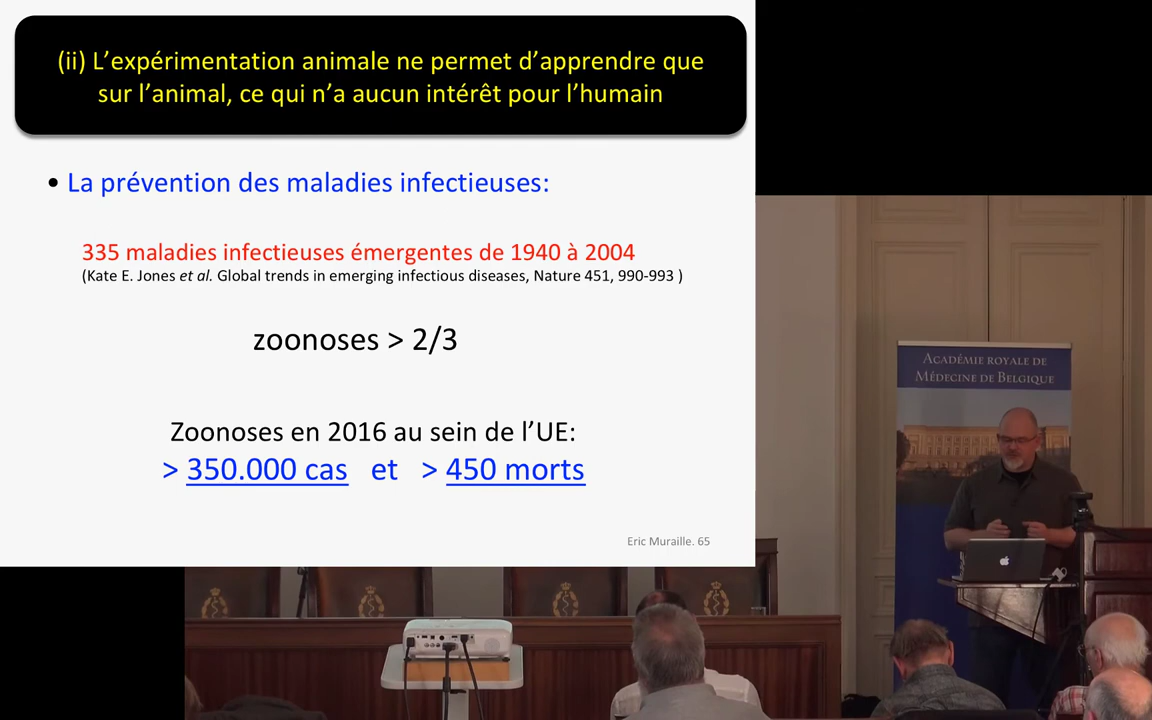 (ii) L’expérimentation animale ne permet d’apprendre que
sur l’animal, ce qui n’a aucun intérêt pour l’humain
• La prévention des maladies infectieuses:
335 maladies infectieuses émergentes de 1940 à 2004
(Kate E. Jones et al. Global trends in emerging infectious diseases, Nature 451, 990-993 )
zoonoses > 2/3
Zoonoses en 2016 au sein de l’UE:
> 350.000 cas et > 450 morts
Eric Muraille. 65
Académie royale de
Médecine de Belgique